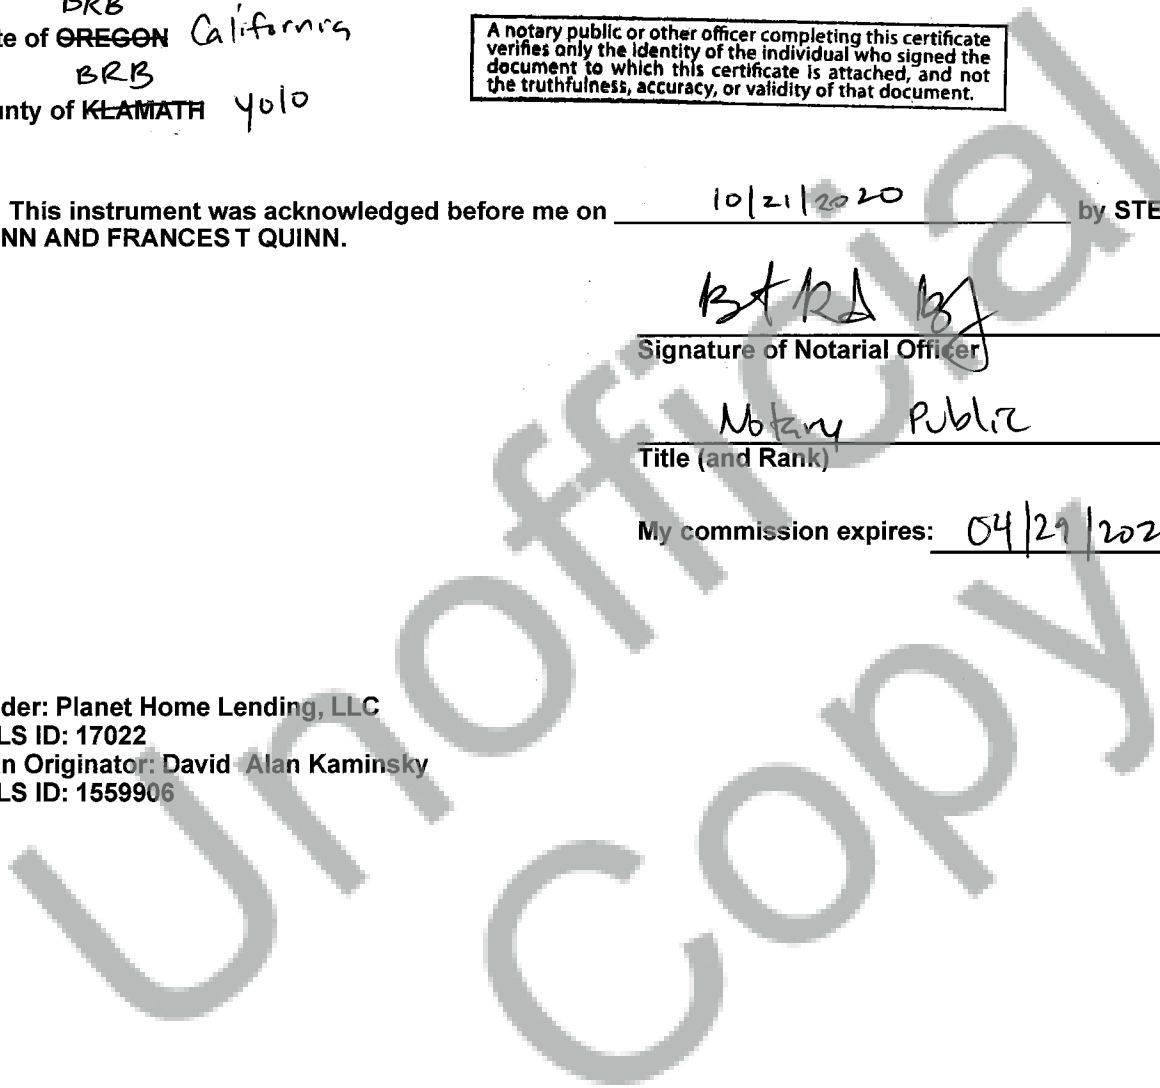 BRB
te of OREGON California
BRB
unty of KLAMATH Yolo
A notary public or other officer completing this certificate
verifies only the identity of the individual who signed the
document to which this certificate is attached, and not
the truthfulness, accuracy, or validity of that document.
This instrument was acknowledged before me on 10/21/2020 by STE
NN AND FRANCES T QUINN.
Signature of Notarial Officer
Notary Public
Title (and Rank)
My commission expires: 04/29/202
der: Planet Home Lending, LLC
LS ID: 17022
n Originator: David Alan Kaminsky
LS ID: 1559906
Unofficial
Copy